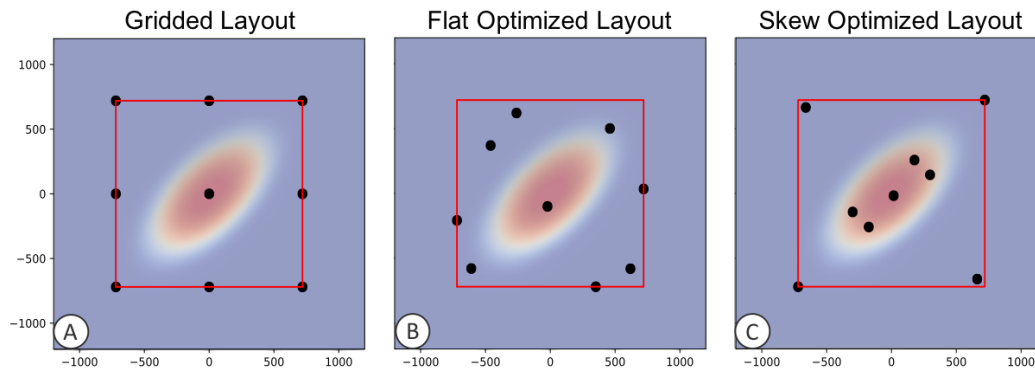 Gridded Layout
Flat Optimized Layout
Skew Optimized Layout
1000
500
0
−500
−1000
A
B
C
−1000 −500 0 500 1000
−1000 −500 0 500 1000
−1000 −500 0 500 1000